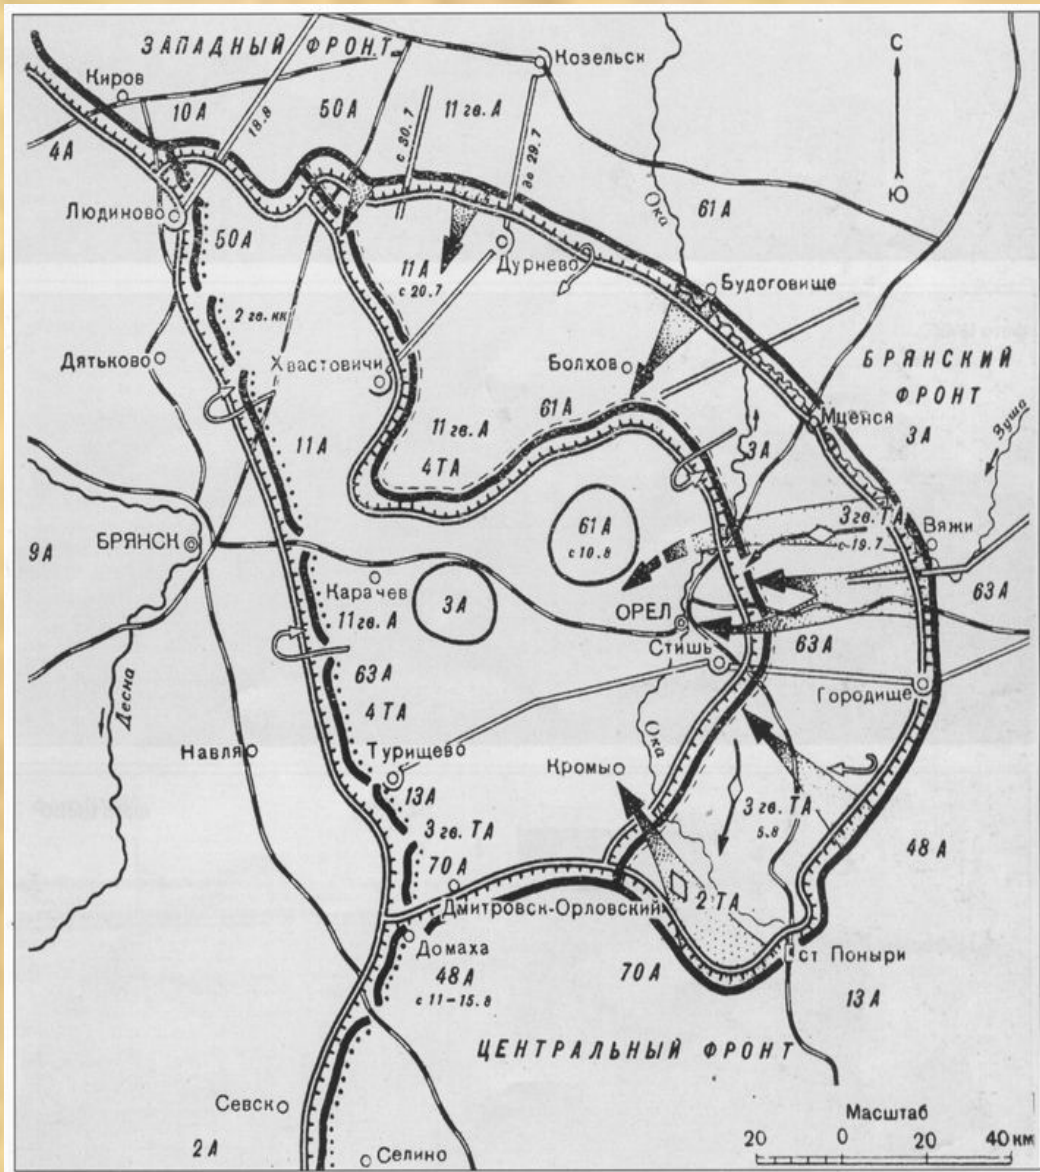 ЗАПАДНЫЙ ФРОНТ
Козельск
С
Киров
10 А
50 А
11 гв. А
18.8
с 30.7
до 29.7
4 А
Ю
Ока
61 А
Людиново
50 А
11 А
с 20.7
Дурнево
Будоговище
2 гв. кк
Дятьково
Хвастовичи
Болхов
БРЯНСКИЙ
ФРОНТ
61 А
11 гв. А
4 ТА
Мценск
3 А
3 А
Зуша
11 А
3 гв. ТА
с 19.7
Вяжи
61 А
с 10.8
БРЯНСК
9 А
Карачев
3 А
63 А
11 гв. А
ОРЕЛ
Стишь
63 А
63 А
Городище
4 ТА
Десна
Ока
Навля
Турищево
Кромы
13 А
3 гв. ТА
3 гв. ТА
5.8
48 А
70 А
2 ТА
Дмитровск-Орловский
Домаха
ст Поныри
48 А
с 11-15.8
70 А
13 А
ЦЕНТРАЛЬНЫЙ ФРОНТ
Севск
Масштаб
2 А
Селино
20 0 20 40 км